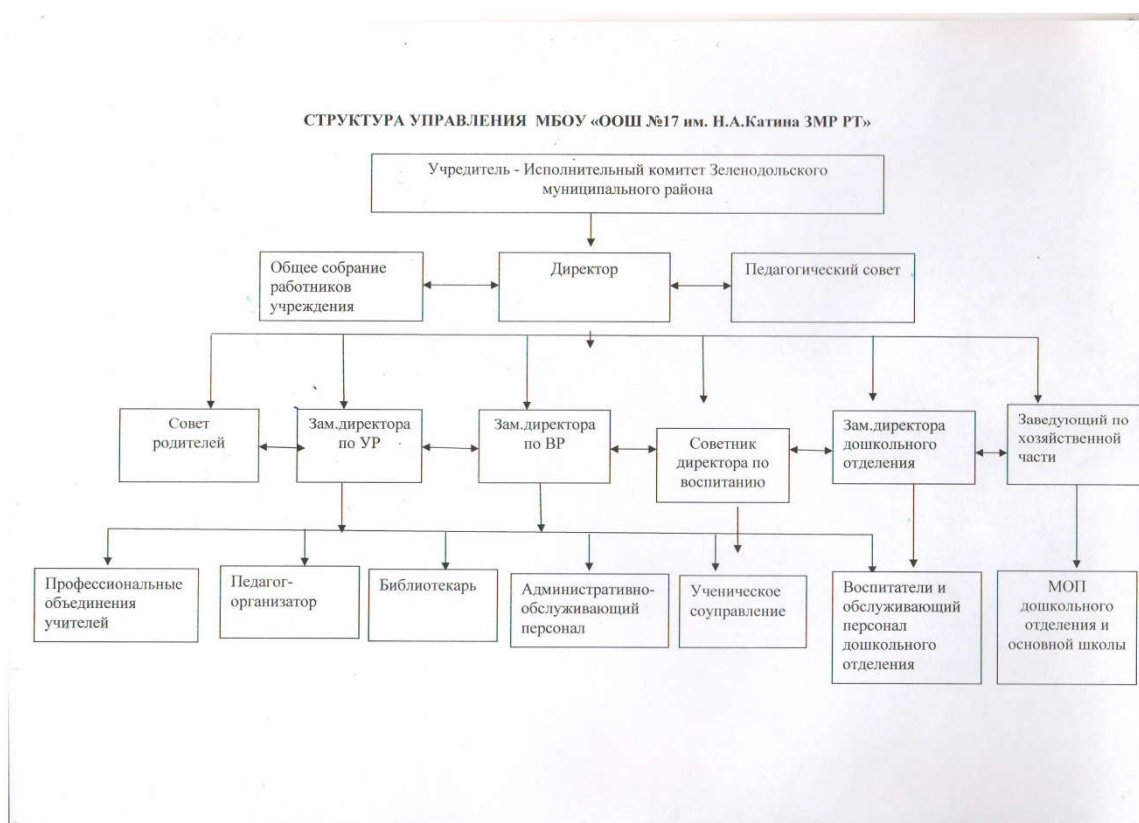 СТРУКТУРА УПРАВЛЕНИЯ МБОУ «ООШ №17 им. Н.А.Катина ЗМР РТ»
Учредитель - Исполнительный комитет Зеленодольского
муниципального района
Общее собрание
работников
учреждения
Директор
Педагогический совет
Совет
родителей
Зам.директора
по УР
Зам.директора
по ВР
Советник
директора по
воспитанию
Зам.директора
дошкольного
отделения
Заведующий по
хозяйственной
части
Профессиональные
объединения
учителей
Педагог-
организатор
Библиотекарь
Административно-
обслуживающий
персонал
Ученическое
соуправление
Воспитатели и
обслуживающий
персонал
дошкольного
отделения
МОП
дошкольного
отделения и
основной школы